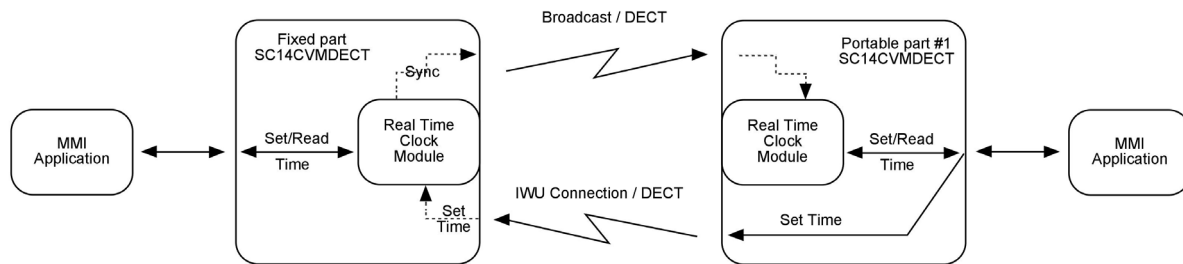 Broadcast / DECT
Fixed part
SC14CVMDECT
Sync
Portable part #1
SC14CVMDECT
MMI
Application
Set/Read
Time
Real Time
Clock
Module
Real Time
Clock
Module
Set/Read
Time
MMI
Application
IWU Connection / DECT
Set
Time
Set Time